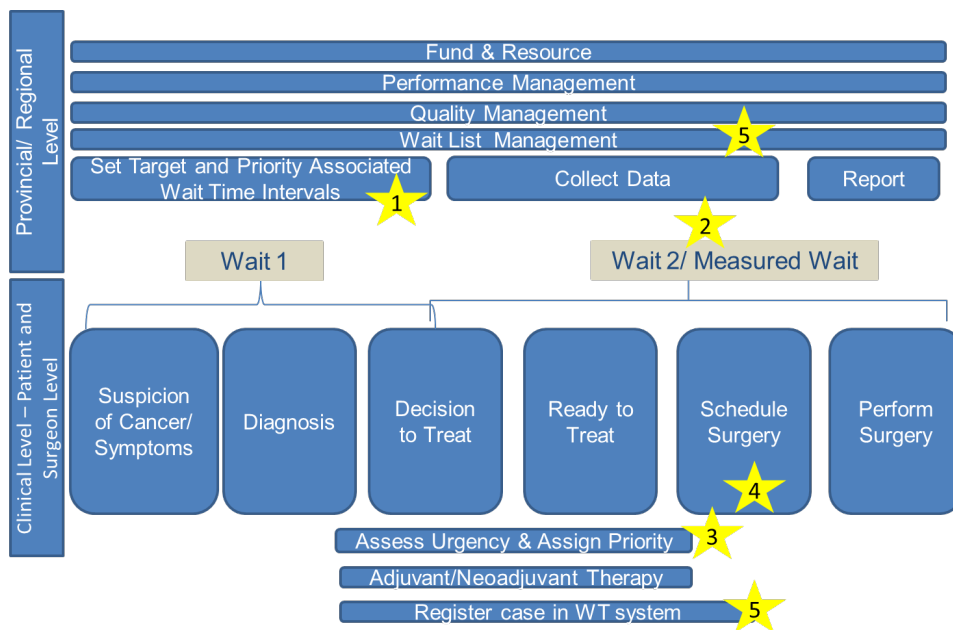 Provincial/ Regional
Level
Fund & Resource
Performance Management
Quality Management
Wait List Management
5
Set Target and Priority Associated
Wait Time Intervals
1
Collect Data
2
Report
Wait 1
Wait 2/ Measured Wait
Clinical Level – Patient and
Surgeon Level
Suspicion
of Cancer/
Symptoms
Diagnosis
Decision
to Treat
Ready to
Treat
Schedule
Surgery
4
Perform
Surgery
Assess Urgency & Assign Priority
3
Adjuvant/Neoadjuvant Therapy
Register case in WT system
5